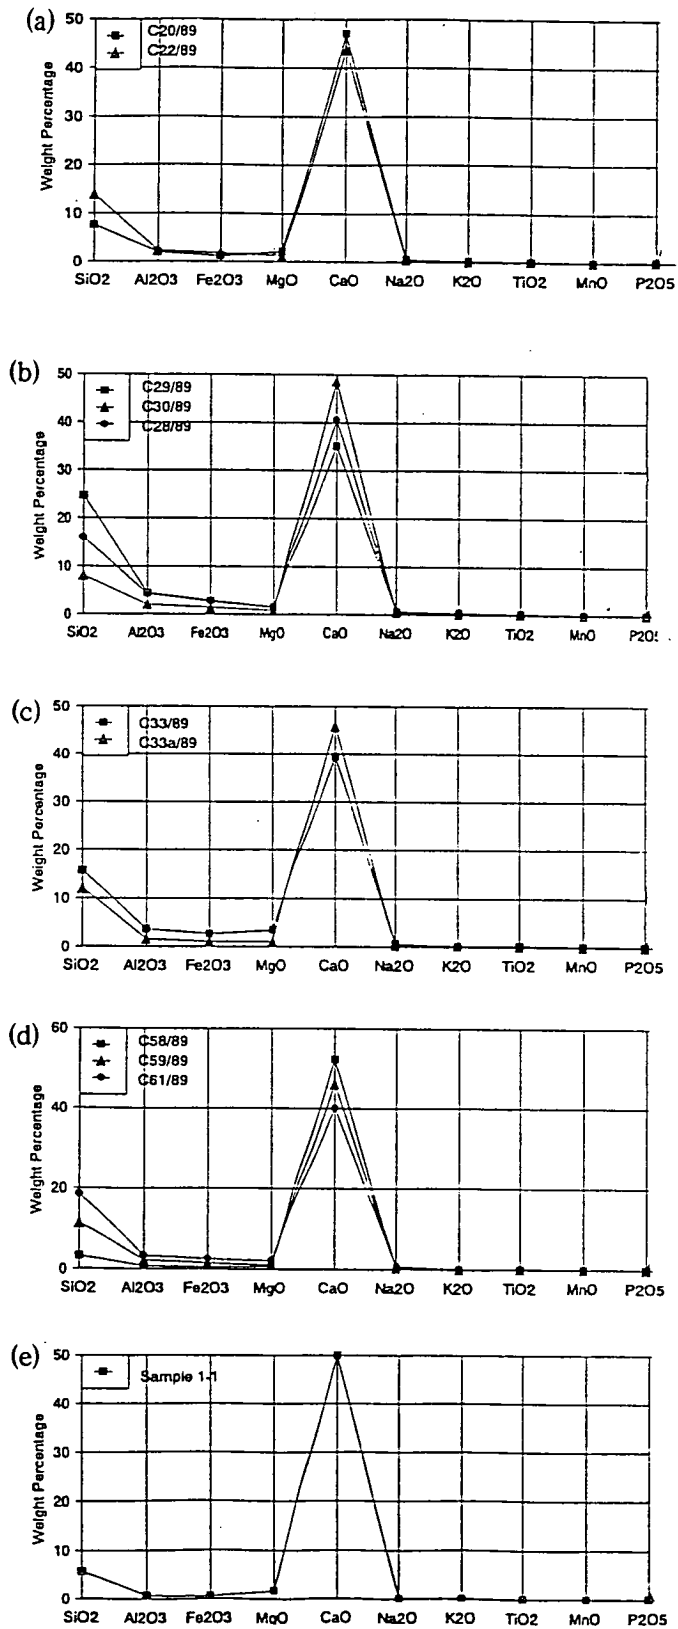 (a)
50
40
30
20
10
0
Weight Percentage
C20/89
C22/89
SiO2 Al2O3 Fe2O3 MgO CaO Na2O K2O TiO2 MnO P2O5
(b)
50
40
30
20
10
0
Weight Percentage
C29/89
C30/89
C28/89
SiO2 Al2O3 Fe2O3 MgO CaO Na2O K2O TiO2 MnO P2O5
(c)
50
40
30
20
10
0
Weight Percentage
C33/89
C33a/89
SiO2 Al2O3 Fe2O3 MgO CaO Na2O K2O TiO2 MnO P2O5
(d)
60
40
20
0
Weight Percentage
C58/89
C59/89
C61/89
SiO2 Al2O3 Fe2O3 MgO CaO Na2O K2O TiO2 MnO P2O5
(e)
50
40
30
20
10
0
Weight Percentage
Sample 1-1
SiO2 Al2O3 Fe2O3 MgO CaO Na2O K2O TiO2 MnO P2O5